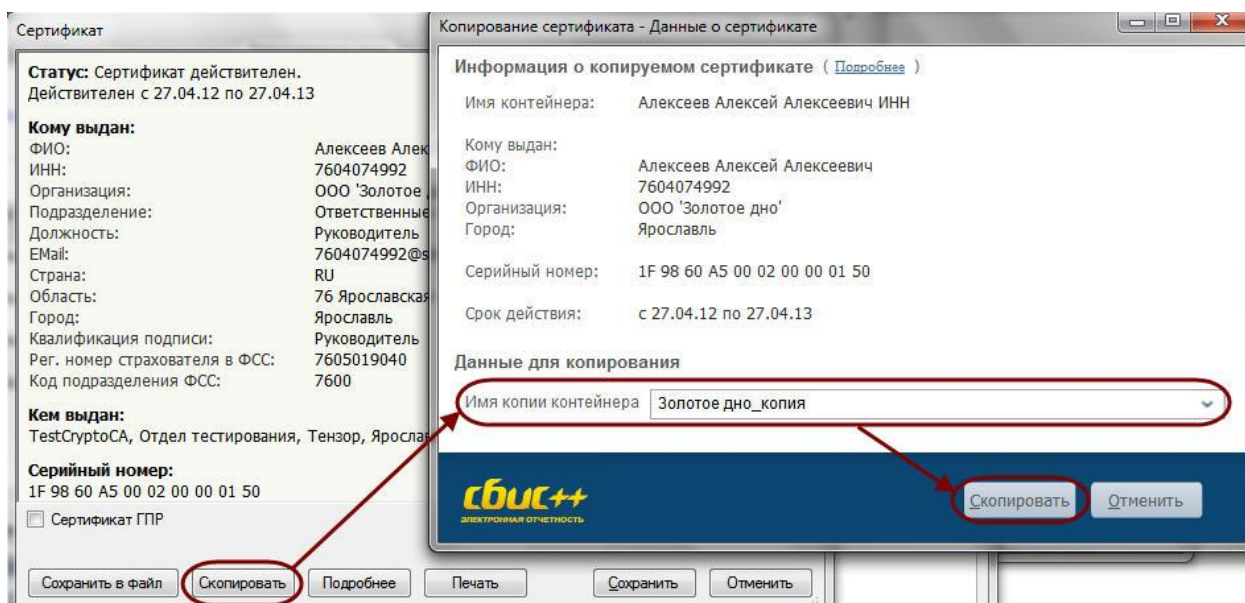 Сертификат
Статус: Сертификат действителен.
Действителен с 27.04.12 по 27.04.13
Кому выдан:
ФИО: Алексеев
ИНН: 7604074992
Организация: ООО 'Золотое
Подразделение: Ответственные
Должность: Руководитель
EMail: 7604074992@s
Страна: RU
Область: 76 Ярославская
Город: Ярославль
Квалификация подписи: Руководитель
Рег. номер страхователя в ФСС: 7605019040
Код подразделения ФСС: 7600
Кем выдан:
TestCryptoCA, Отдел тестирования, Тензор,
Серийный номер:
1F 98 60 A5 00 02 00 00 01 50
Сертификат ГПР
Сохранить в файл Скопировать Подробнее Печать Сохранить Отменить
Копирование сертификата - Данные о сертификате
Информация о копируемом сертификате ( Подробнее )
Имя контейнера: Алексеев Алексей Алексеевич ИНН
Кому выдан:
ФИО: Алексеев Алексей Алексеевич
ИНН: 7604074992
Организация: ООО 'Золотое дно'
Город: Ярославль
Серийный номер: 1F 98 60 A5 00 02 00 00 01 50
Срок действия: с 27.04.12 по 27.04.13
Данные для копирования
Имя копии контейнера Золотое дно_копия
сбис++
ЭЛЕКТРОННАЯ ОТЧЕТНОСТЬ
Скопировать Отменить